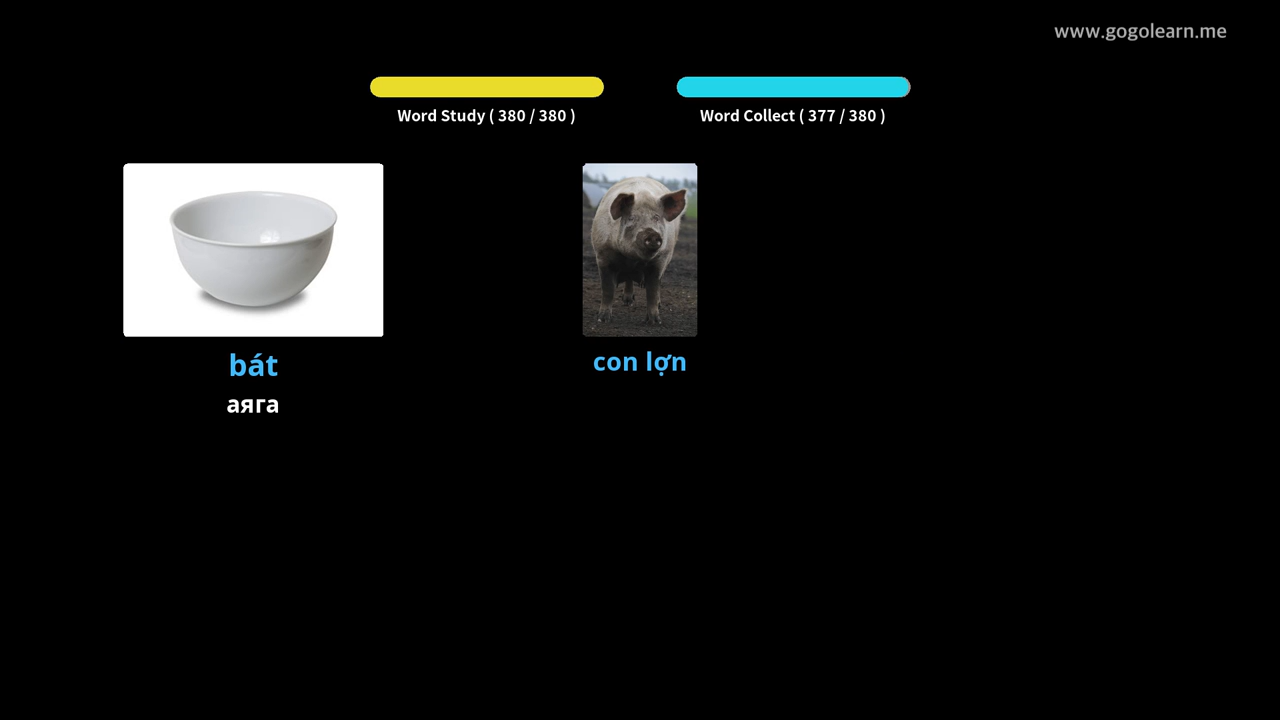 www.gogolearn.me
Word Study ( 380 / 380 )
Word Collect ( 377 / 380 )
bát
аяга
con lợn